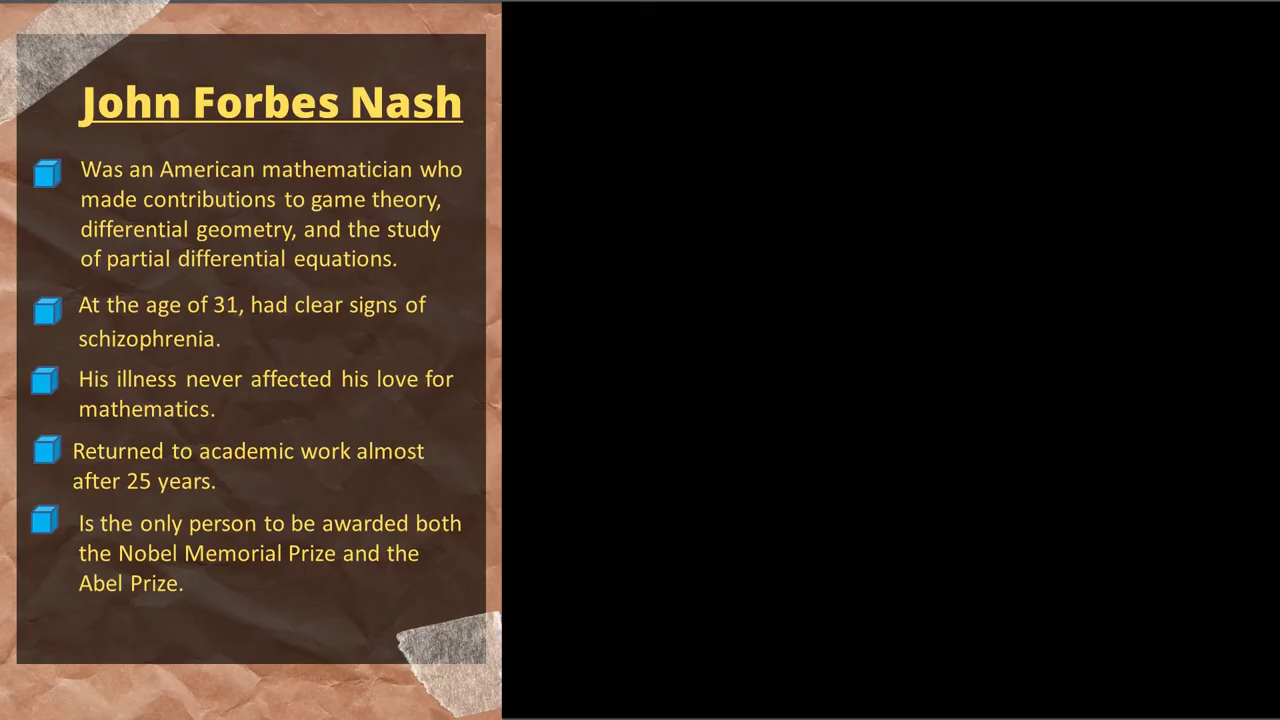 John Forbes Nash
Was an American mathematician who
made contributions to game theory,
differential geometry, and the study
of partial differential equations.
At the age of 31, had clear signs of
schizophrenia.
His illness never affected his love for
mathematics.
Returned to academic work almost
after 25 years.
Is the only person to be awarded both
the Nobel Memorial Prize and the
Abel Prize.